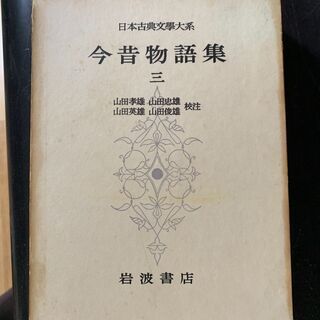 日本古典文學大系
今昔物語集
三
山田孝雄 山田忠雄
山田英雄 山田俊雄 校注
岩波書店